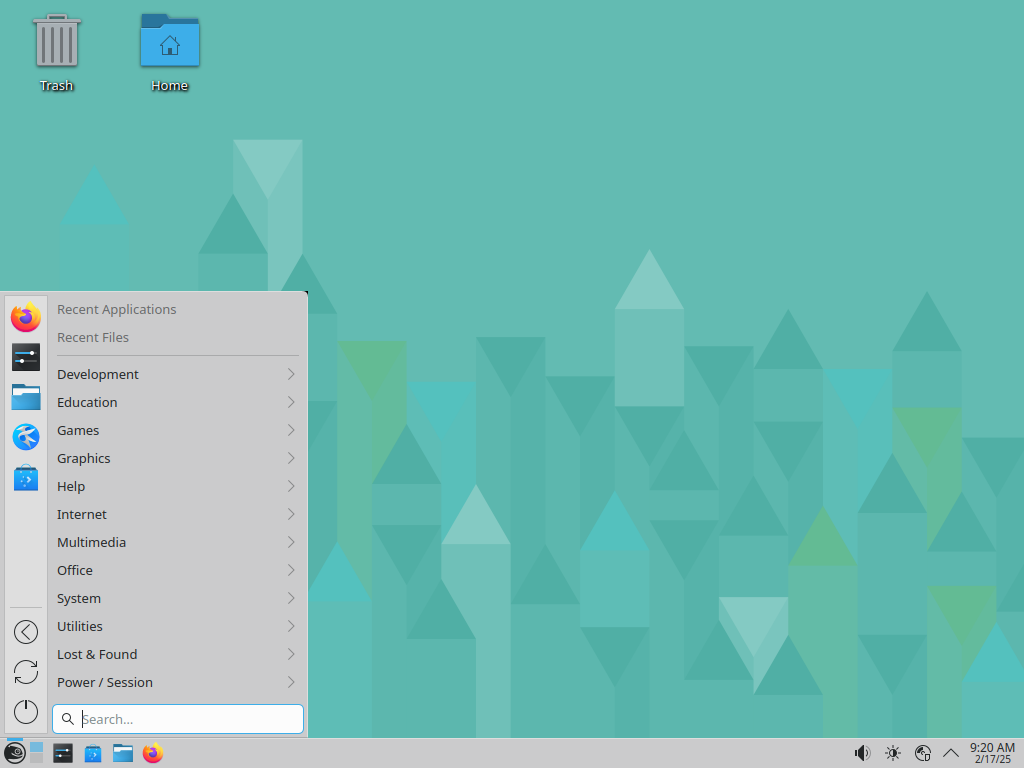 Trash
Home
Recent Applications
Recent Files
Development
Education
Games
Graphics
Help
Internet
Multimedia
Office
System
Utilities
Lost & Found
Power / Session
Search...
9:20 AM
2/17/25